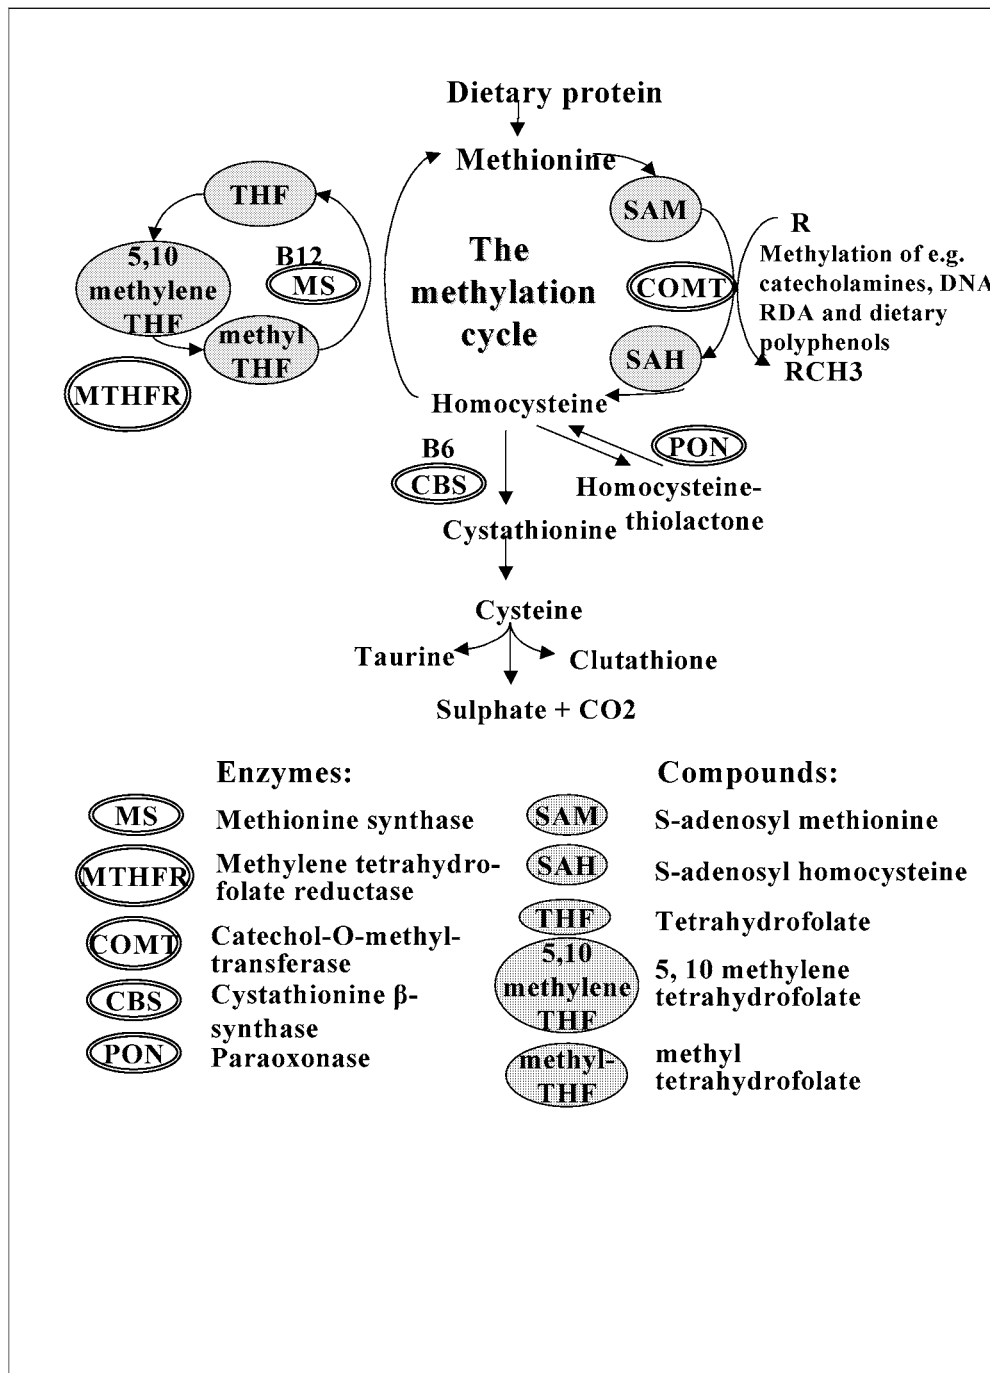 Dietary protein
Methionine
THF
SAM
R
5,10
methylene
THF
B12
MS
The
methylation
cycle
COMT
Methylation of e.g.
catecholamines, DNA
RDA and dietary
polyphenols
methyl
THF
SAH
RCH3
MTHFR
Homocysteine
B6
CBS
PON
Homocysteine-
thiolactone
Cystathionine
Cysteine
Taurine
Clutathione
Sulphate + CO2
Enzymes:
MS
Methionine synthase
MTHFR
Methylene tetrahydro-
folate reductase
COMT
Catechol-O-methyl-
transferase
CBS
Cystathionine β-
synthase
PON
Paraoxonase
Compounds:
SAM
S-adenosyl methionine
SAH
S-adenosyl homocysteine
THF
Tetrahydrofolate
5,10
methylene
THF
5, 10 methylene
tetrahydrofolate
methyl-
THF
methyl
tetrahydrofolate